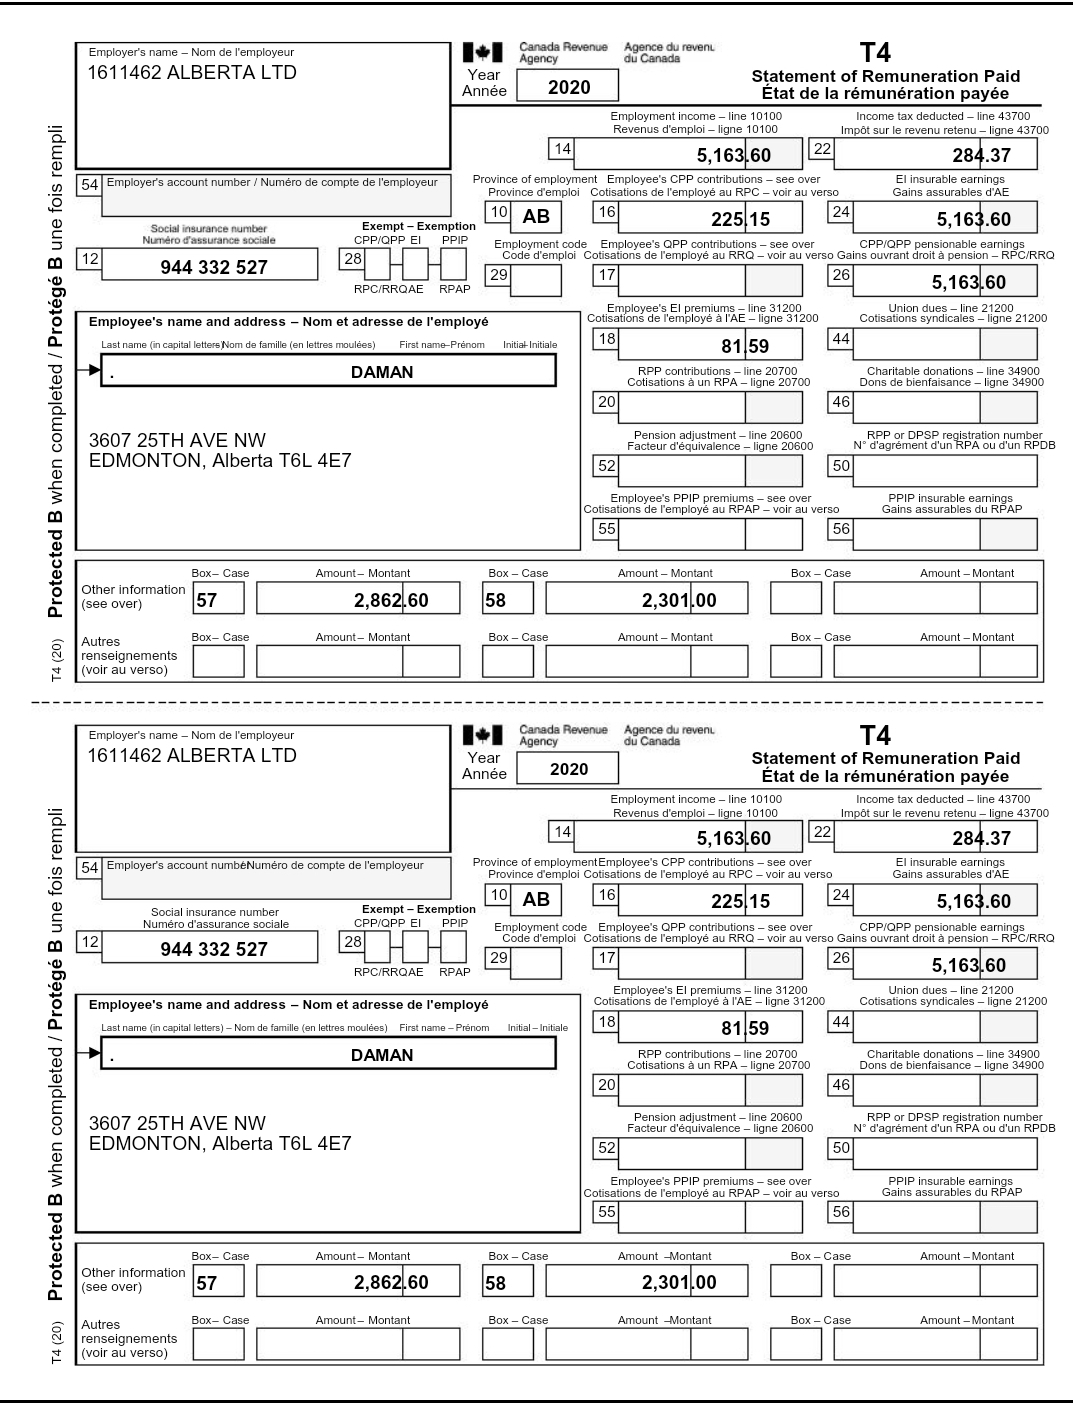 Employer's name – Nom de l'employeur
1611462 ALBERTA LTD
Canada Revenue Agency
Agence du revenu du Canada
Year
Année
2020
T4
Statement of Remuneration Paid
État de la rémunération payée
Employment income – line 10100
Revenus d'emploi – ligne 10100
14
5,163.60
Income tax deducted – line 43700
Impôt sur le revenu retenu – ligne 43700
22
284.37
54
Employer's account number / Numéro de compte de l'employeur
Province of employment
Province d'emploi
10
AB
Employee's CPP contributions – see over
Cotisations de l'employé au RPC – voir au verso
16
225.15
EI insurable earnings
Gains assurables d'AE
24
5,163.60
Social insurance number
Numéro d'assurance sociale
12
944 332 527
Exempt – Exemption
CPP/QPP EI PPIP
28
RPC/RRQ AE RPAP
Employment code
Code d'emploi
29
Employee's QPP contributions – see over
Cotisations de l'employé au RRQ – voir au verso
17
CPP/QPP pensionable earnings
Gains ouvrant droit à pension – RPC/RRQ
26
5,163.60
Employee's name and address – Nom et adresse de l'employé
Last name (in capital letters) – Nom de famille (en lettres moulées) First name – Prénom Initial – Initiale
. DAMAN
3607 25TH AVE NW
EDMONTON, Alberta T6L 4E7
Employee's EI premiums – line 31200
Cotisations de l'employé à l'AE – ligne 31200
18
81.59
Union dues – line 21200
Cotisations syndicales – ligne 21200
44
RPP contributions – line 20700
Cotisations à un RPA – ligne 20700
20
Charitable donations – line 34900
Dons de bienfaisance – ligne 34900
46
Pension adjustment – line 20600
Facteur d'équivalence – ligne 20600
52
RPP or DPSP registration number
N° d'agrément d'un RPA ou d'un RPDB
50
Employee's PPIP premiums – see over
Cotisations de l'employé au RPAP – voir au verso
55
PPIP insurable earnings
Gains assurables du RPAP
56
Other information
(see over)
Box – Case Amount – Montant Box – Case Amount – Montant Box – Case Amount – Montant
57 2,862.60 58 2,301.00
Autres
renseignements
(voir au verso)
Box – Case Amount – Montant Box – Case Amount – Montant Box – Case Amount – Montant
Protected B when completed / Protégé B une fois rempli
T4 (20)
Employer's name – Nom de l'employeur
1611462 ALBERTA LTD
Canada Revenue Agency
Agence du revenu du Canada
Year
Année
2020
T4
Statement of Remuneration Paid
État de la rémunération payée
Employment income – line 10100
Revenus d'emploi – ligne 10100
14
5,163.60
Income tax deducted – line 43700
Impôt sur le revenu retenu – ligne 43700
22
284.37
54
Employer's account number / Numéro de compte de l'employeur
Province of employment
Province d'emploi
10
AB
Employee's CPP contributions – see over
Cotisations de l'employé au RPC – voir au verso
16
225.15
EI insurable earnings
Gains assurables d'AE
24
5,163.60
Social insurance number
Numéro d'assurance sociale
12
944 332 527
Exempt – Exemption
CPP/QPP EI PPIP
28
RPC/RRQ AE RPAP
Employment code
Code d'emploi
29
Employee's QPP contributions – see over
Cotisations de l'employé au RRQ – voir au verso
17
CPP/QPP pensionable earnings
Gains ouvrant droit à pension – RPC/RRQ
26
5,163.60
Employee's name and address – Nom et adresse de l'employé
Last name (in capital letters) – Nom de famille (en lettres moulées) First name – Prénom Initial – Initiale
. DAMAN
3607 25TH AVE NW
EDMONTON, Alberta T6L 4E7
Employee's EI premiums – line 31200
Cotisations de l'employé à l'AE – ligne 31200
18
81.59
Union dues – line 21200
Cotisations syndicales – ligne 21200
44
RPP contributions – line 20700
Cotisations à un RPA – ligne 20700
20
Charitable donations – line 34900
Dons de bienfaisance – ligne 34900
46
Pension adjustment – line 20600
Facteur d'équivalence – ligne 20600
52
RPP or DPSP registration number
N° d'agrément d'un RPA ou d'un RPDB
50
Employee's PPIP premiums – see over
Cotisations de l'employé au RPAP – voir au verso
55
PPIP insurable earnings
Gains assurables du RPAP
56
Other information
(see over)
Box – Case Amount – Montant Box – Case Amount – Montant Box – Case Amount – Montant
57 2,862.60 58 2,301.00
Autres
renseignements
(voir au verso)
Box – Case Amount – Montant Box – Case Amount – Montant Box – Case Amount – Montant
Protected B when completed / Protégé B une fois rempli
T4 (20)